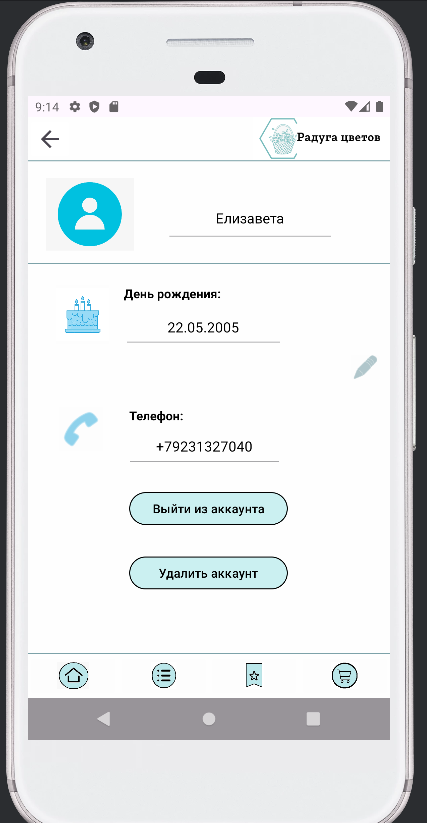 9:14
Радуга цветов
Елизавета
День рождения:
22.05.2005
Телефон:
+79231327040
Выйти из аккаунта
Удалить аккаунт